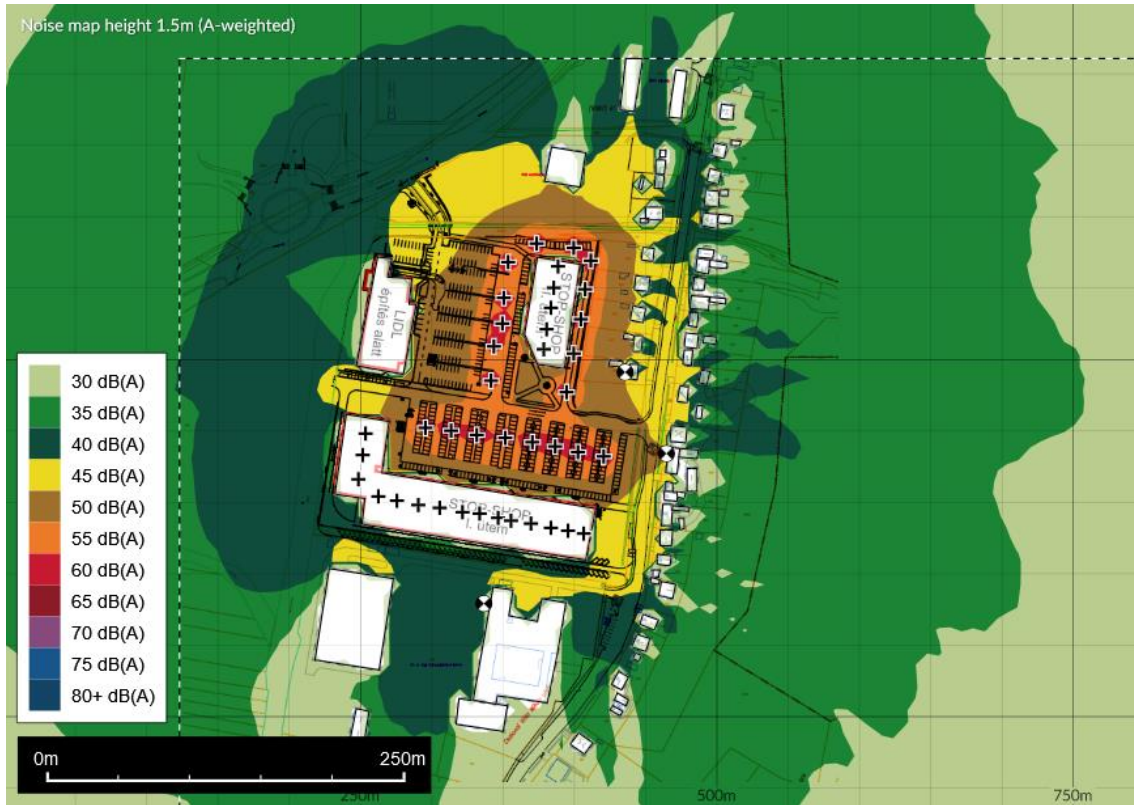 Noise map height 1.5m (A-weighted)
STOP-SHOP
LIDL
építés alatt
30 dB(A)
35 dB(A)
40 dB(A)
45 dB(A)
50 dB(A)
55 dB(A)
60 dB(A)
65 dB(A)
70 dB(A)
75 dB(A)
80+ dB(A)
STOP-SHOP
I. ütem
0m
250m
250m
500m
750m